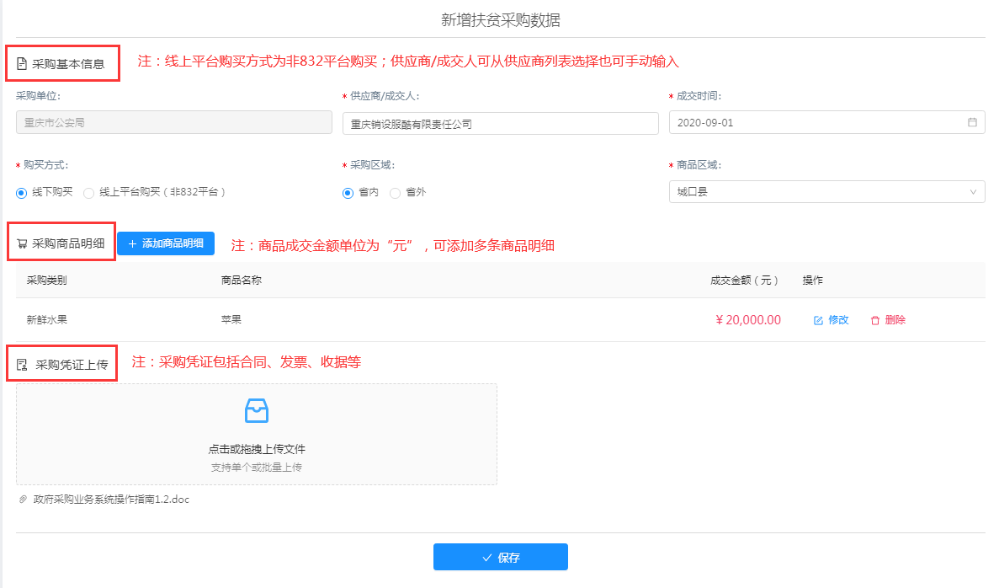 新增扶贫采购数据
采购基本信息 注：线上平台购买方式为非832平台购买；供应商/成交人可从供应商列表选择也可手动输入
采购单位: * 供应商/成交人: * 成交时间:
重庆市公安局 重庆销设服酷有限责任公司 2020-09-01
* 购买方式: * 采购区域: * 商品区域:
线下购买 线上平台购买（非832平台） 省内 省外 城口县
采购商品明细 + 添加商品明细 注：商品成交金额单位为“元”，可添加多条商品明细
采购类别 商品名称 成交金额（元） 操作
新鲜水果 苹果 ¥ 20,000.00 修改 删除
采购凭证上传 注：采购凭证包括合同、发票、收据等
点击或拖拽上传文件
支持单个或批量上传
政府采购业务系统操作指南1.2.doc
保存